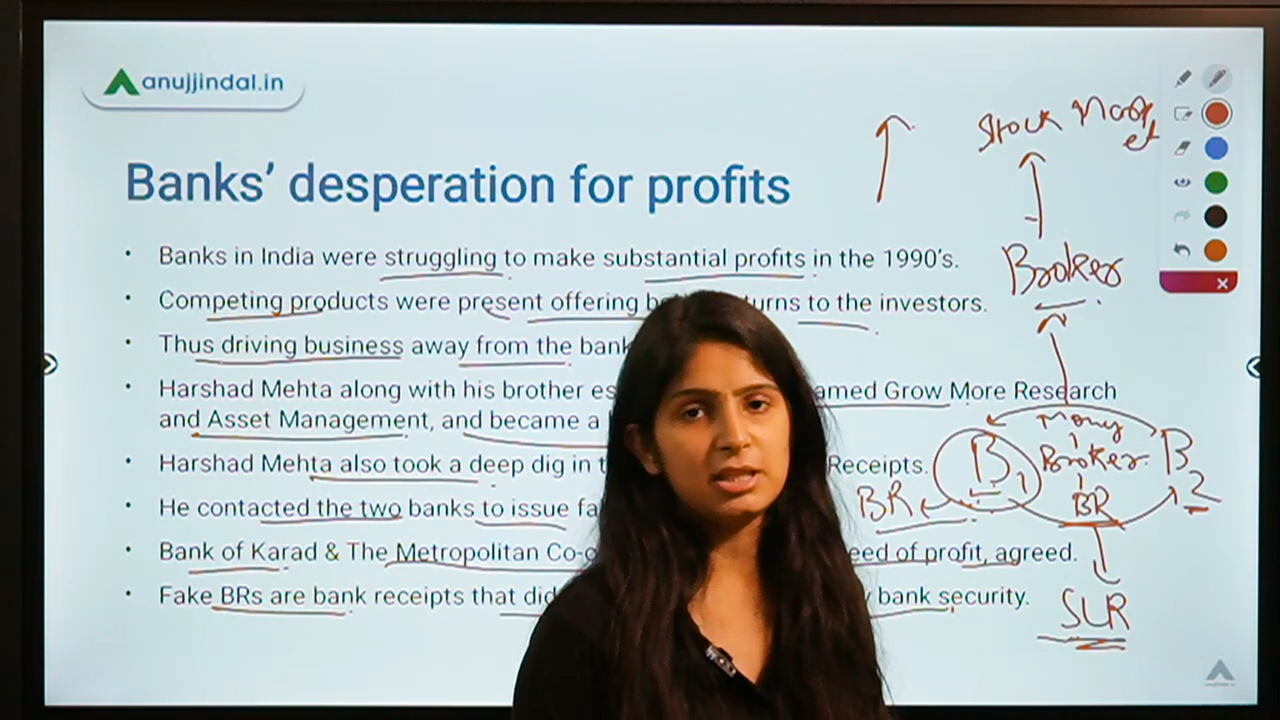 anujjindal.in
Banks' desperation for profits
• Banks in India were struggling to make substantial profits in the 1990's.
• Competing products were present offering returns to the investors.
• Thus driving business away from the bank
• Harshad Mehta along with his brother es named Grow More Research
and Asset Management, and became a
• Harshad Mehta also took a deep dig in t Receipts.
• He contacted the two banks to issue fa
• Bank of Karad & The Metropolitan Co-o need of profit, agreed.
• Fake BRs are bank receipts that did bank security.
Stock Market
Broker
Money
B1 Broker B2
BR BR
SLR